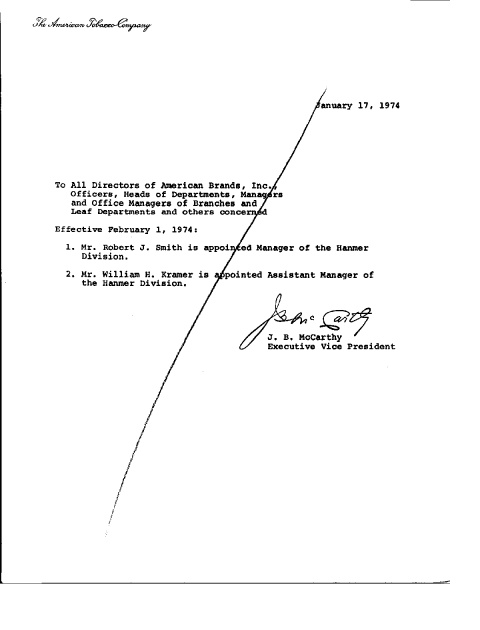 The American Tobacco Company
January 17, 1974
To All Directors of American Brands, Inc.,
Officers, Heads of Departments, Managers
and Office Managers of Branches and
Leaf Departments and others concerned
Effective February 1, 1974:
1. Mr. Robert J. Smith is appointed Manager of the Hanmer
Division.
2. Mr. William H. Kramer is appointed Assistant Manager of
the Hanmer Division.
J B McCarthy
J. B. McCarthy
Executive Vice President